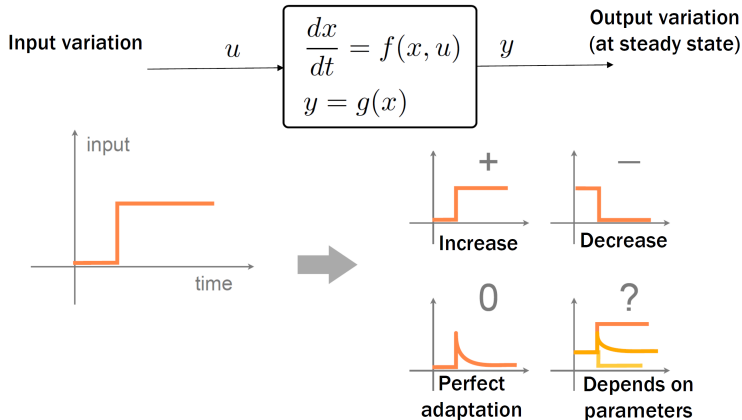 Input variation
u
dx
dt
= f(x, u)
y = g(x)
y
Output variation
(at steady state)
input
time
+
Increase
−
Decrease
0
Perfect
adaptation
?
Depends on
parameters